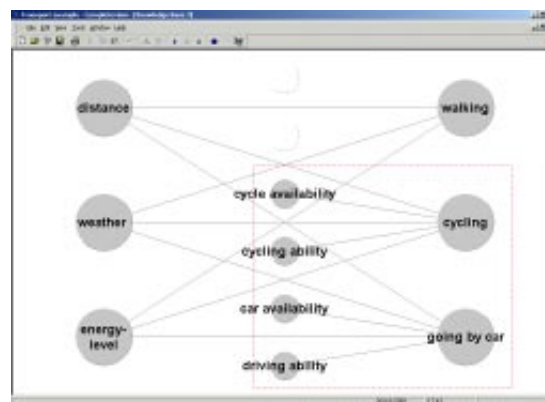 distance
walking
cycle availability
weather
cycling
cycling ability
car availability
energy-
level
going by car
driving ability